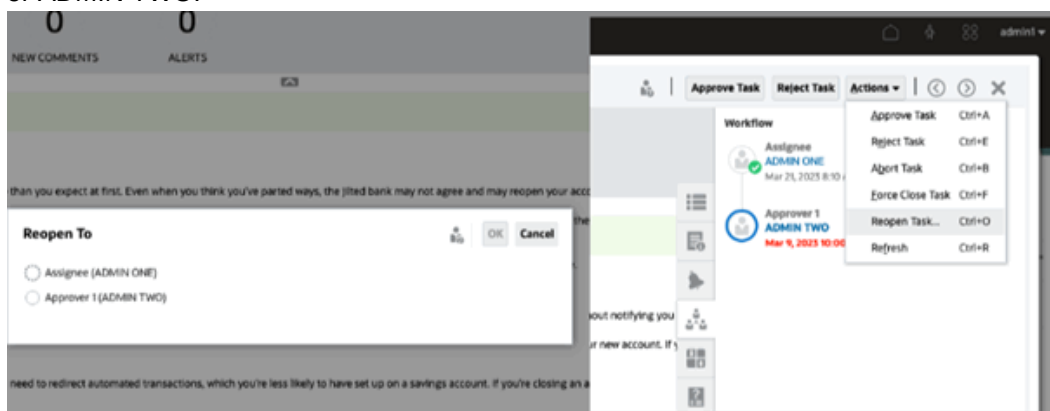 0
0
NEW COMMENTS
ALERTS
than you expect at first. Even when you think you've parted ways, the jilted bank may not agree and may reopen your acc
the
Reopen To
OK
Cancel
Assignee (ADMIN ONE)
Approver 1 (ADMIN TWO)
need to redirect automated transactions, which you're less likely to have set up on a savings account. If you're closing an a
admin1
Approve Task
Reject Task
Actions
Workflow
Assignee
ADMIN ONE
Mar 21, 2023 8:10
Approver 1
ADMIN TWO
Mar 9, 2023 10:00
Approve Task Ctrl+A
Reject Task Ctrl+E
Abort Task Ctrl+B
Force Close Task Ctrl+F
Reopen Task... Ctrl+O
Refresh Ctrl+R
out notifying you
ur new account. If y